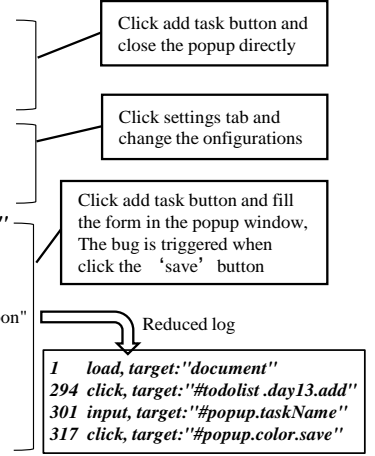 Click add task button and
close the popup directly
Click settings tab and
change the onfigurations
"
Click add task button and fill
the form in the popup window,
The bug is triggered when
click the ‘save’ button
on"
Reduced log
1 load, target:"document"
294 click, target:"#todolist .day13.add"
301 input, target:"#popup.taskName"
317 click, target:"#popup.color.save"